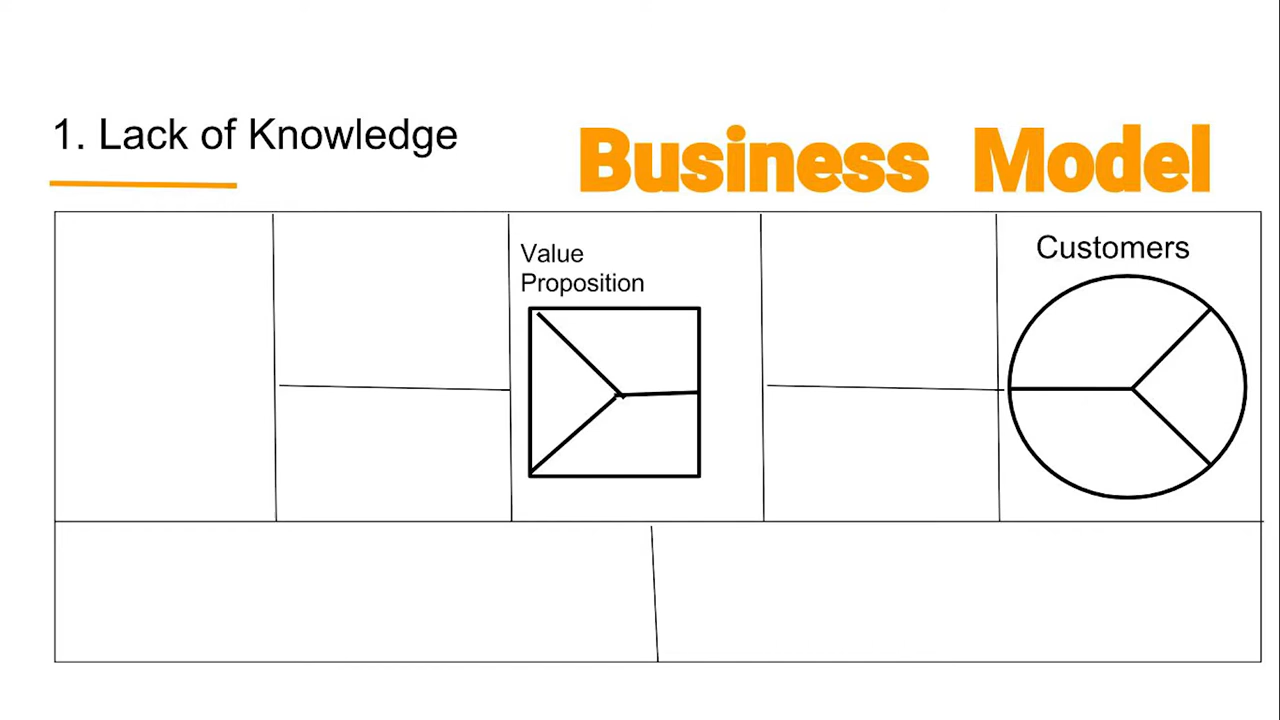 1. Lack of Knowledge
Business Model
Value
Proposition
Customers